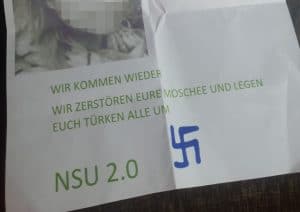 WIR KOMMEN WIEDER
WIR ZERSTÖREN EURE MOSCHEE UND LEGEN
EUCH TÜRKEN ALLE UM
NSU 2.0